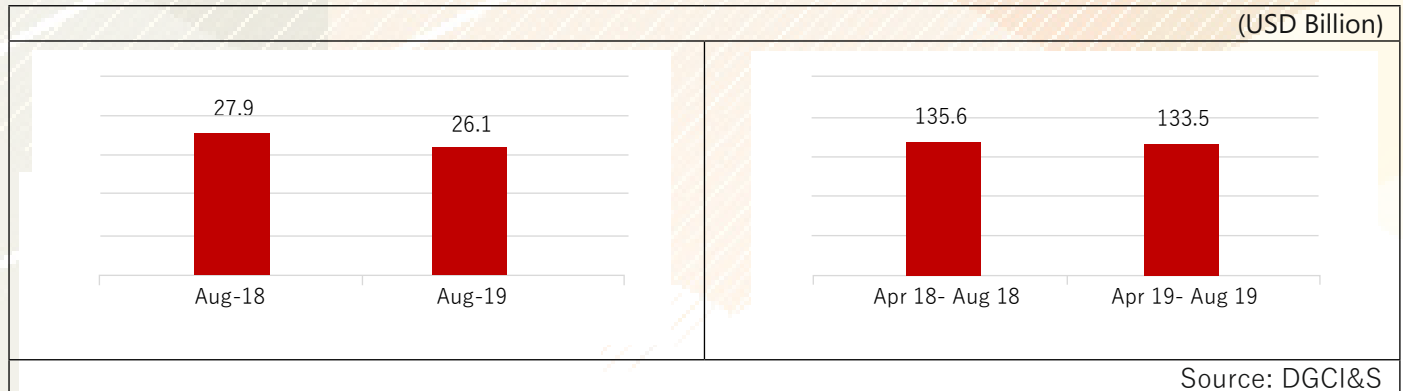 (USD Billion)
27.9
26.1
Aug-18
Aug-19
135.6
133.5
Apr 18- Aug 18
Apr 19- Aug 19
Source: DGCI&S